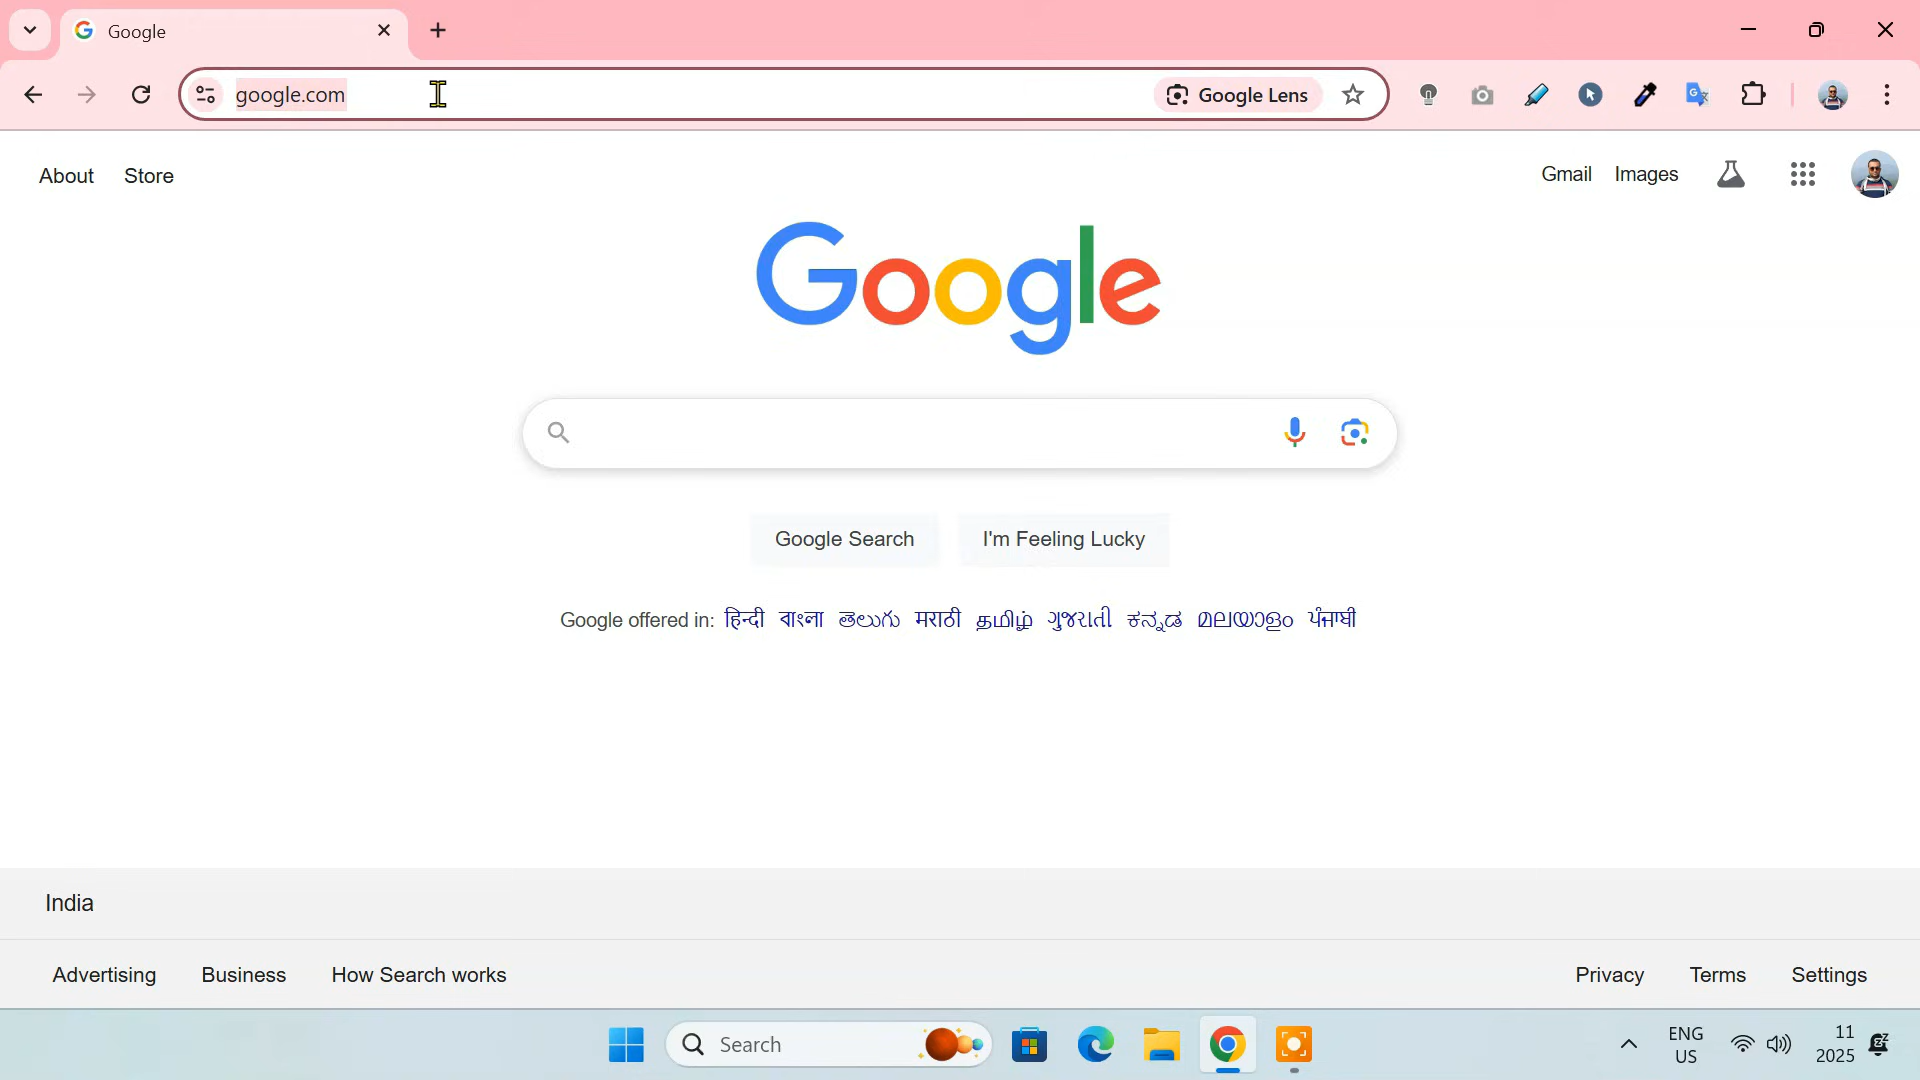 Google
google.com
Google Lens
About Store
Gmail Images
Google
Google Search I'm Feeling Lucky
Google offered in: हिन्दी বাংলা తెలుగు मराठी தமிழ் ગુજરાતી ಕನ್ನಡ മലയാളം ਪੰਜਾਬੀ
India
Advertising Business How Search works
Privacy Terms Settings
Search
ENG
US
11
2025